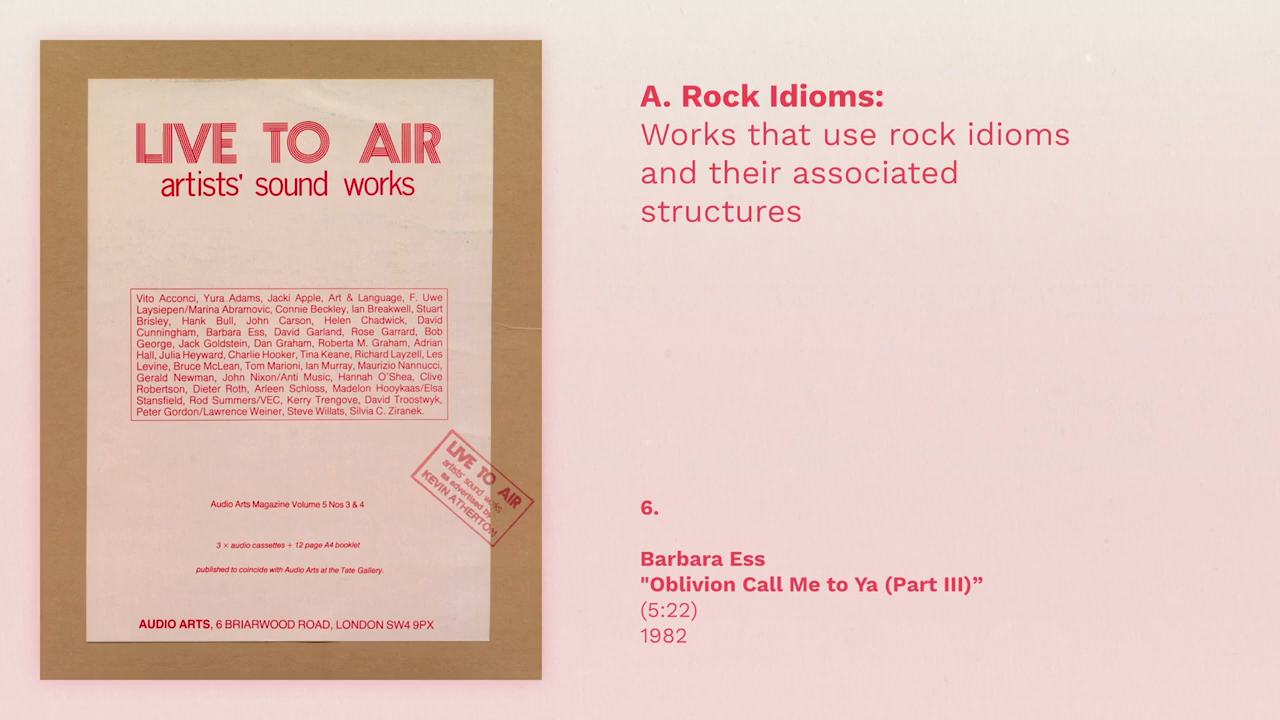 LIVE TO AIR
artists' sound works
Vito Acconci, Yura Adams, Jacki Apple, Art & Language, F. Uwe
Laysiepen/Marina Abramovic, Connie Beckley, Ian Breakwell, Stuart
Brisley, Hank Bull, John Carson, Helen Chadwick, David
Cunningham, Barbara Ess, David Garland, Rose Garrard, Bob
George, Jack Goldstein, Dan Graham, Roberta M. Graham, Adrian
Hall, Julia Heyward, Charlie Hooker, Tina Keane, Richard Layzell, Les
Levine, Bruce McLean, Tom Marioni, Ian Murray, Maurizio Nannucci,
Gerald Newman, John Nixon/Anti Music, Hannah O'Shea, Clive
Robertson, Dieter Roth, Arleen Schloss, Madelon Hooykaas/Elsa
Stansfield, Rod Summers/VEC, Kerry Trengove, David Troostwyk,
Peter Gordon/Lawrence Weiner, Steve Willats, Silvia C. Ziranek.
LIVE TO AIR
artists' sound works
as advertised by
KEVIN ATHERTON
Audio Arts Magazine Volume 5 Nos 3 & 4
3 × audio cassettes + 12 page A4 booklet
published to coincide with Audio Arts at the Tate Gallery.
AUDIO ARTS, 6 BRIARWOOD ROAD, LONDON SW4 9PX
A. Rock Idioms:
Works that use rock idioms
and their associated
structures
6.
Barbara Ess
"Oblivion Call Me to Ya (Part III)”
(5:22)
1982